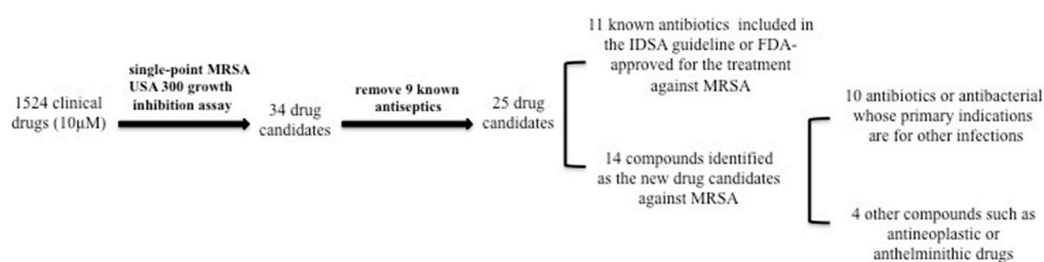 1524 clinical
drugs (10μM)
single-point MRSA
USA 300 growth
inhibition assay
34 drug
candidates
remove 9 known
antiseptics
25 drug
candidates
11 known antibiotics included in
the IDSA guideline or FDA-
approved for the treatment
against MRSA
14 compounds identified
as the new drug candidates
against MRSA
10 antibiotics or antibacterial
whose primary indications
are for other infections
4 other compounds such as
antineoplastic or
anthelminithic drugs